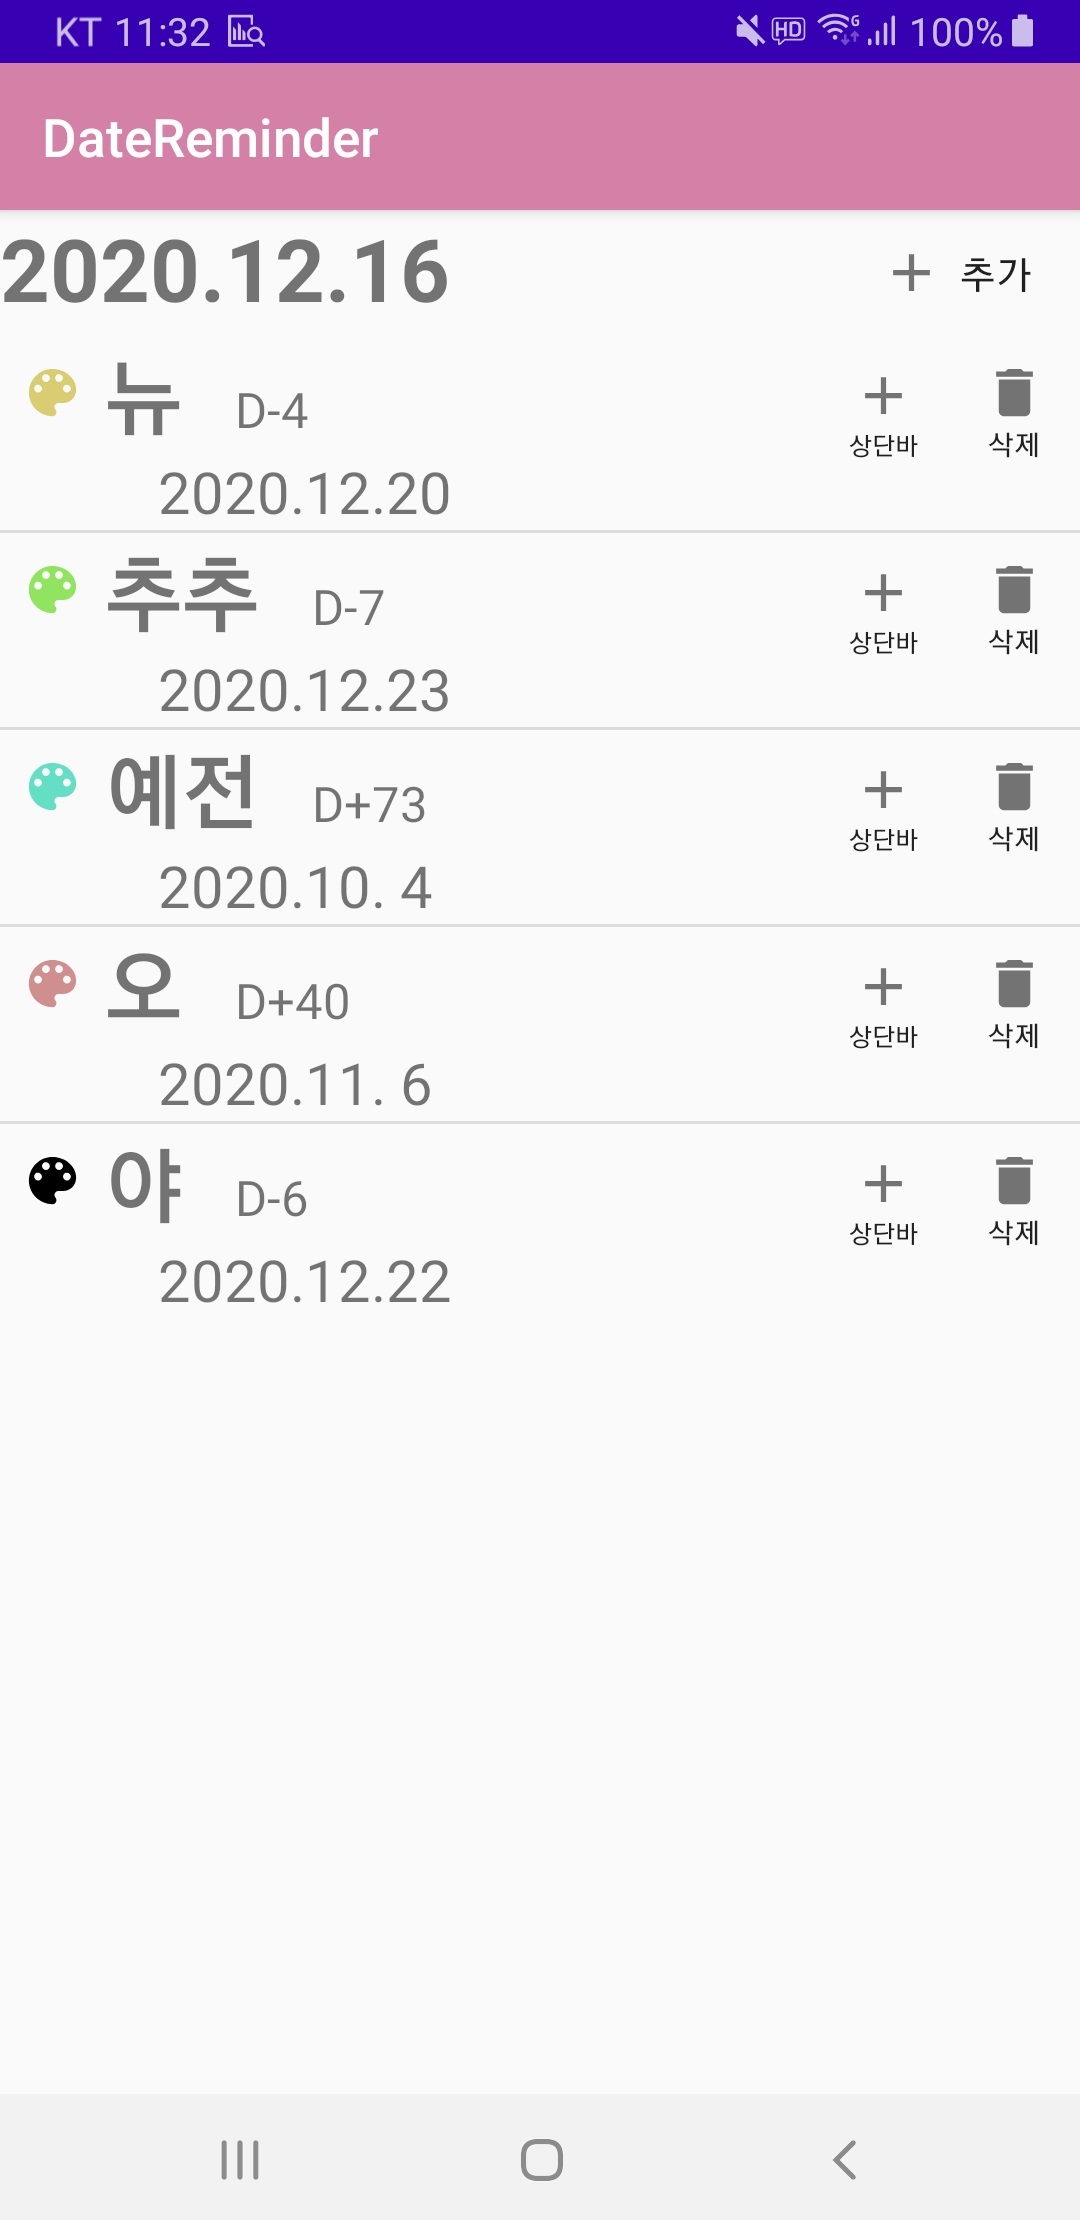 KT 11:32 HD G 100%
DateReminder
2020.12.16 추가
뉴 D-4 상단바 삭제
2020.12.20
추추 D-7 상단바 삭제
2020.12.23
예전 D+73 상단바 삭제
2020.10. 4
오 D+40 상단바 삭제
2020.11. 6
야 D-6 상단바 삭제
2020.12.22